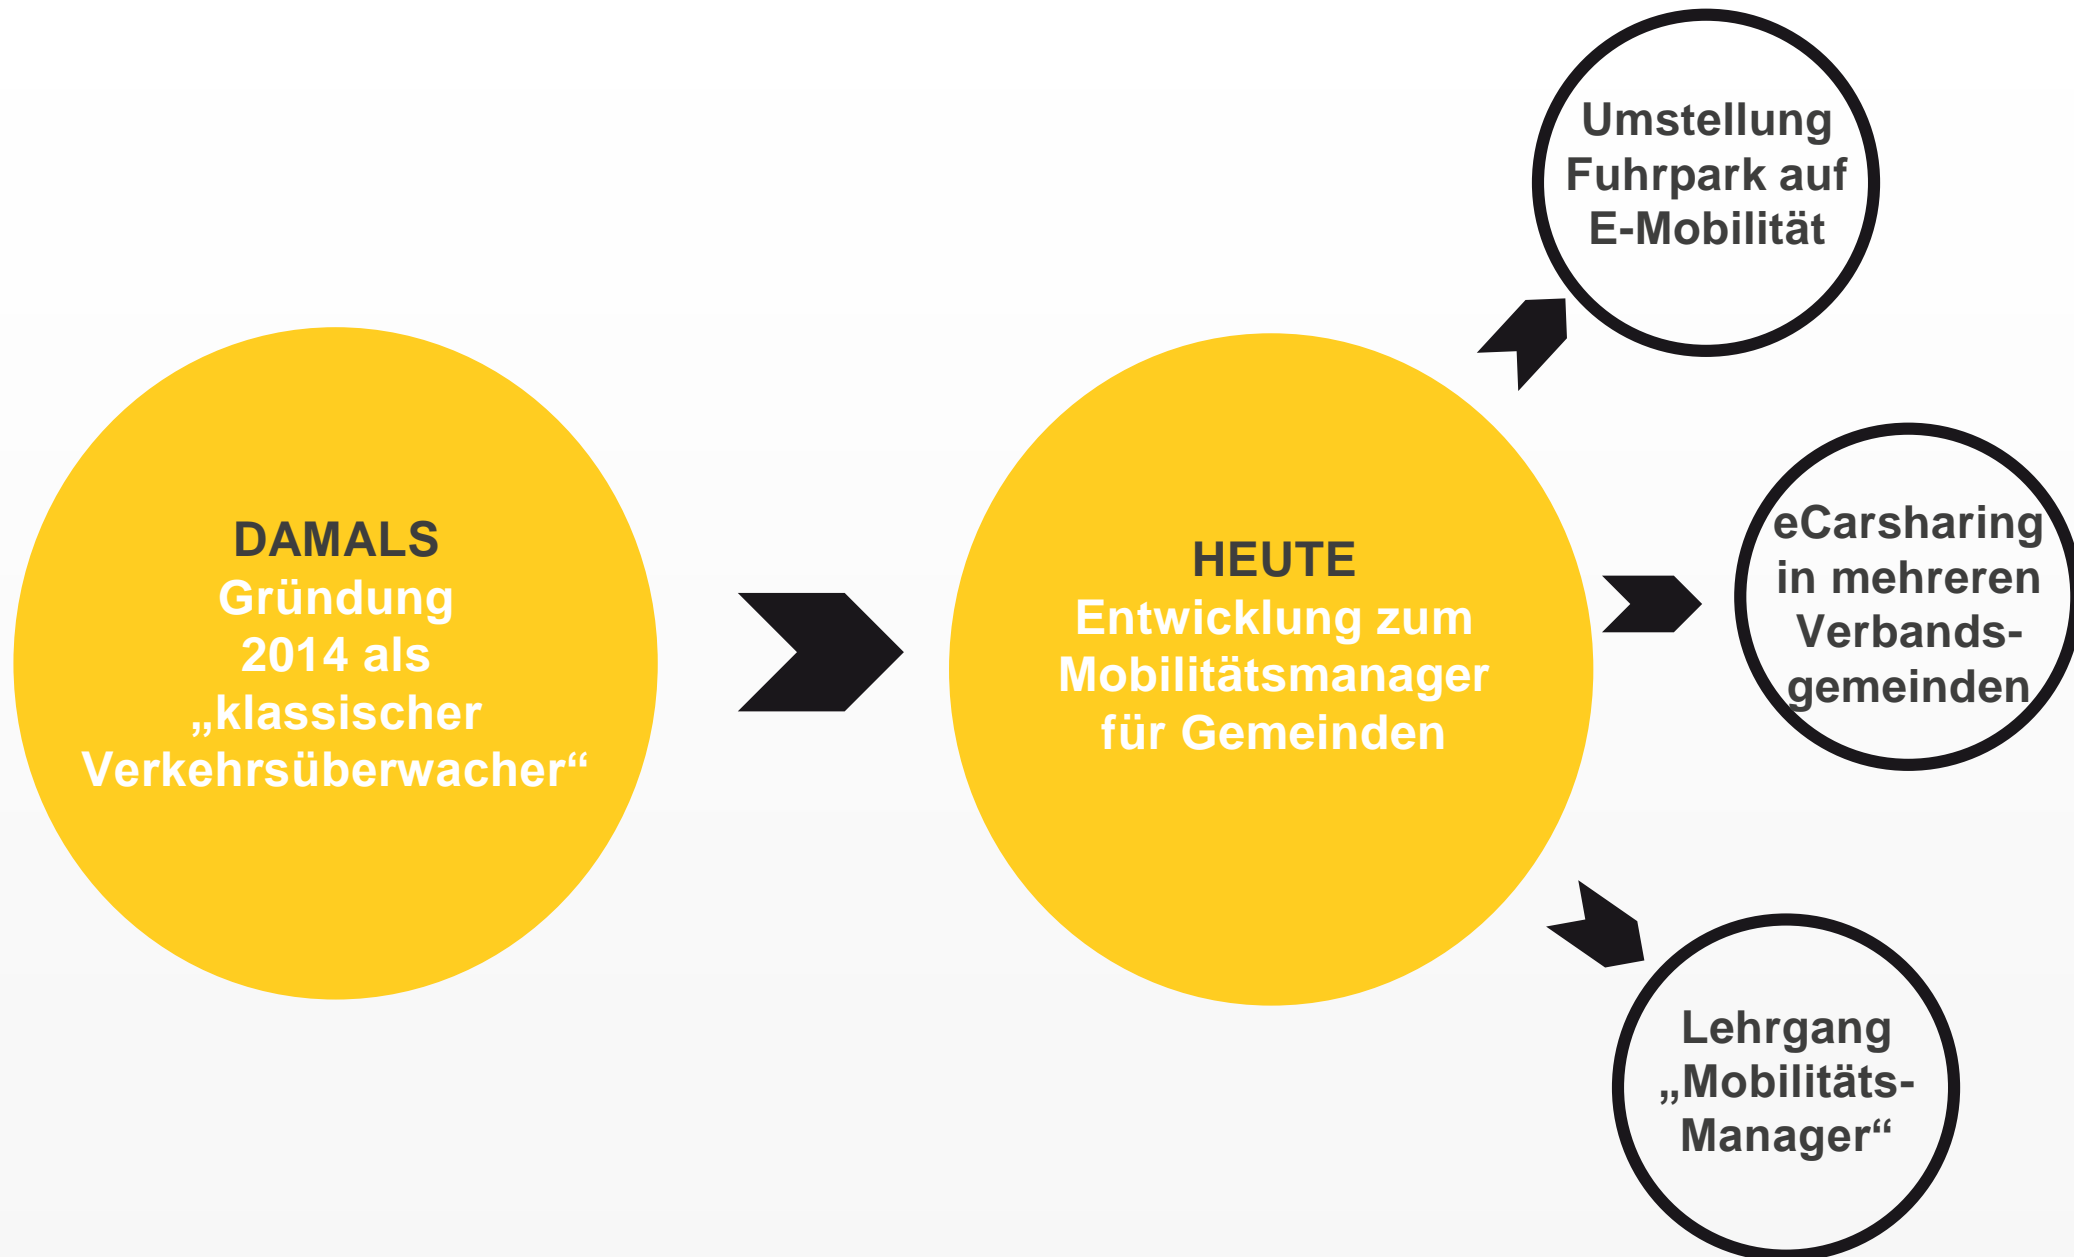 DAMALS
Gründung
2014 als
„klassischer
Verkehrsüberwacher“
HEUTE
Entwicklung zum
Mobilitätsmanager
für Gemeinden
Umstellung
Fuhrpark auf
E-Mobilität
eCarsharing
in mehreren
Verbands-
gemeinden
Lehrgang
„Mobilitäts-
Manager“